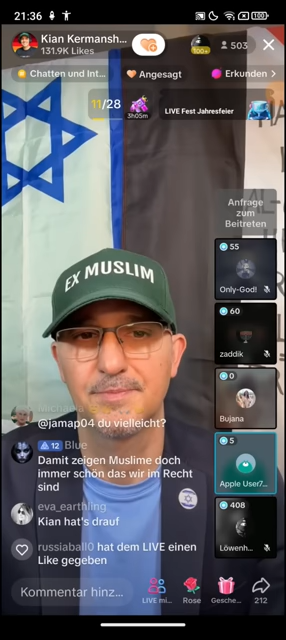 21:36
100
Kian Kermansh...
131.9K Likes
100+
503
Chatten und Int...
Angesagt
Erkunden >
11/28
3h05m
LIVE Fest Jahresfeier
Anfrage
zum
Beitreten
55
Only-God!
60
zaddik
0
Bujana
5
Apple User7...
408
Löwenh...
EX MUSLIM
@jamap04 du vielleicht?
12 Blue
Damit zeigen Muslime doch
immer schön das wir im Recht
sind
eva_earthling
Kian hat's drauf
russiaball0 hat dem LIVE einen
Like gegeben
Kommentar hinz...
LIVE mi...
Rose
Gesche...
212